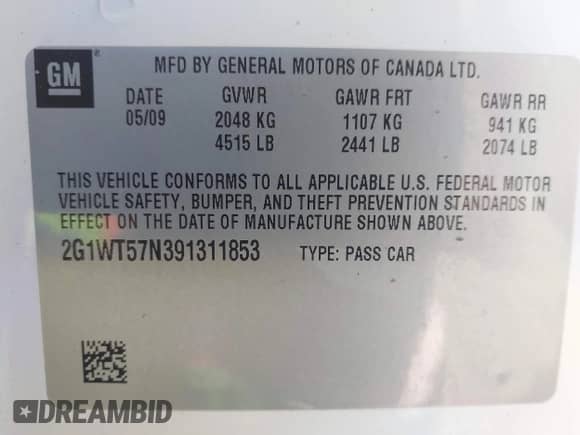 GM
MFD BY GENERAL MOTORS OF CANADA LTD.
DATE GVWR GAWR FRT GAWR RR
05/09 2048 KG 1107 KG 941 KG
4515 LB 2441 LB 2074 LB
THIS VEHICLE CONFORMS TO ALL APPLICABLE U.S. FEDERAL MOTOR
VEHICLE SAFETY, BUMPER, AND THEFT PREVENTION STANDARDS IN
EFFECT ON THE DATE OF MANUFACTURE SHOWN ABOVE.
2G1WT57N391311853 TYPE: PASS CAR
DREAMBID